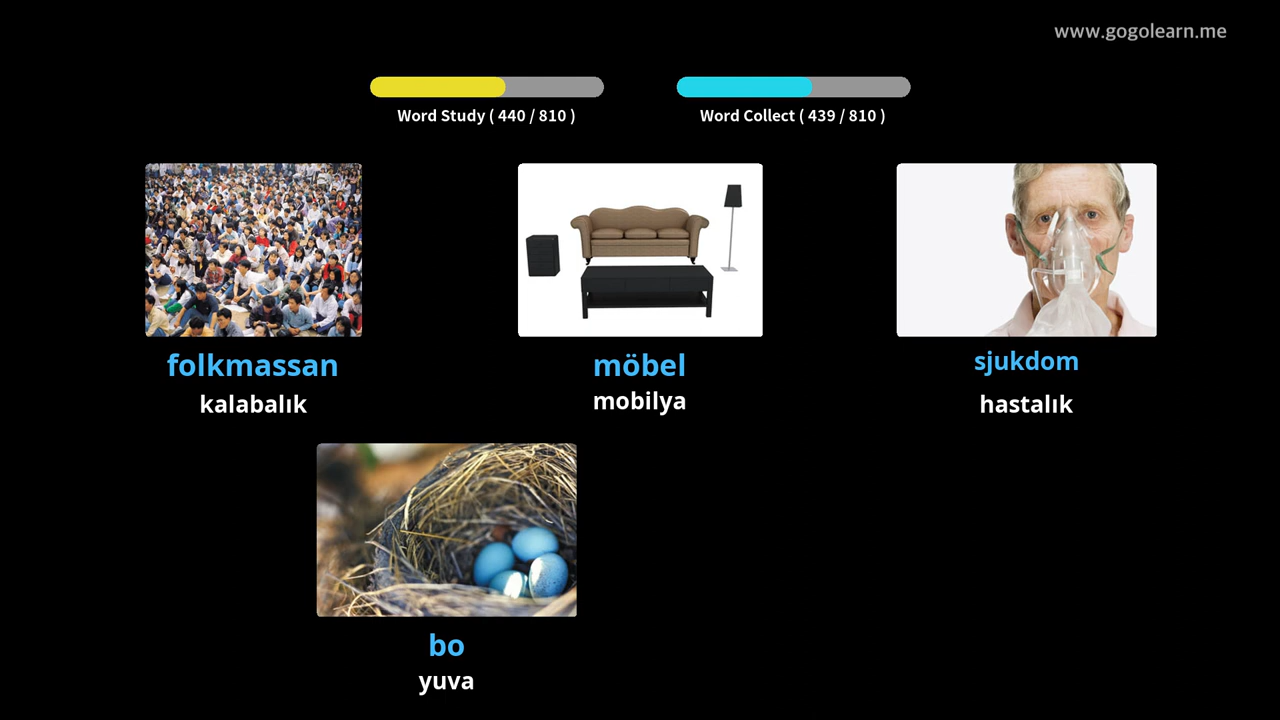 www.gogolearn.me
Word Study ( 440 / 810 )
Word Collect ( 439 / 810 )
folkmassan
kalabalık
möbel
mobilya
sjukdom
hastalık
bo
yuva